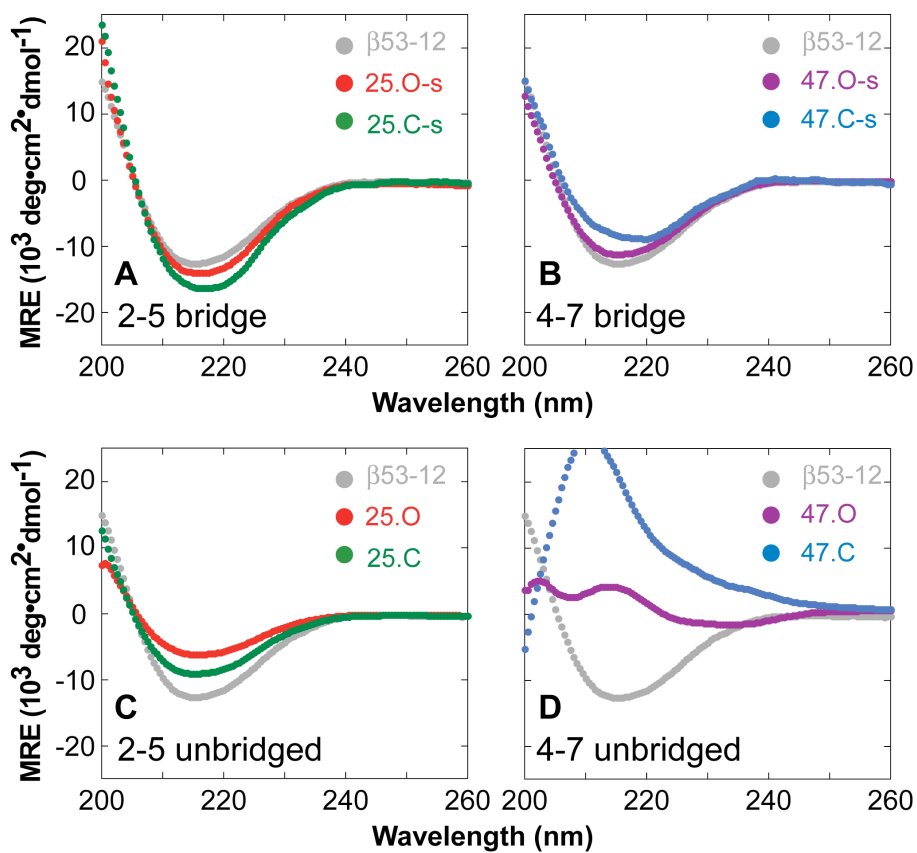 20
10
0
-10
-20
MRE (10³ deg•cm²•dmol⁻¹)
β53-12
25.O-s
25.C-s
A
2-5 bridge
200
220
240
260
β53-12
47.O-s
47.C-s
B
4-7 bridge
200
220
240
260
Wavelength (nm)
20
10
0
-10
-20
MRE (10³ deg•cm²•dmol⁻¹)
β53-12
25.O
25.C
C
2-5 unbridged
200
220
240
260
β53-12
47.O
47.C
D
4-7 unbridged
200
220
240
260
Wavelength (nm)